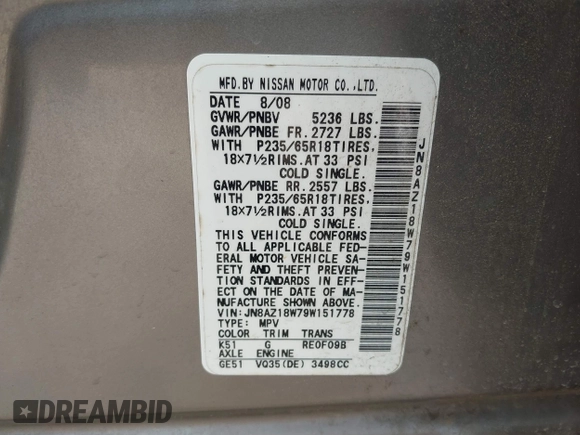 MFD.BY NISSAN MOTOR CO.,LTD.
DATE 8/08
GVWR/PNBV 5236 LBS.
GAWR/PNBE FR. 2727 LBS.
WITH P235/65R18TIRES,
18×7½RIMS.AT 33 PSI
COLD SINGLE.
GAWR/PNBE RR. 2557 LBS.
WITH P235/65R18TIRES,
18×7½RIMS.AT 33 PSI
COLD SINGLE.
THIS VEHICLE CONFORMS
TO ALL APPLICABLE FED-
ERAL MOTOR VEHICLE SA-
FETY AND THEFT PREVEN-
TION STANDARDS IN EFF-
ECT ON THE DATE OF MA-
NUFACTURE SHOWN ABOVE.
VIN:JN8AZ18W79W151778
TYPE: MPV
COLOR TRIM TRANS
K51 G RE0F09B
AXLE ENGINE
GE51 VQ35(DE) 3498CC
JN8AZ18W79W151778
DREAMBID